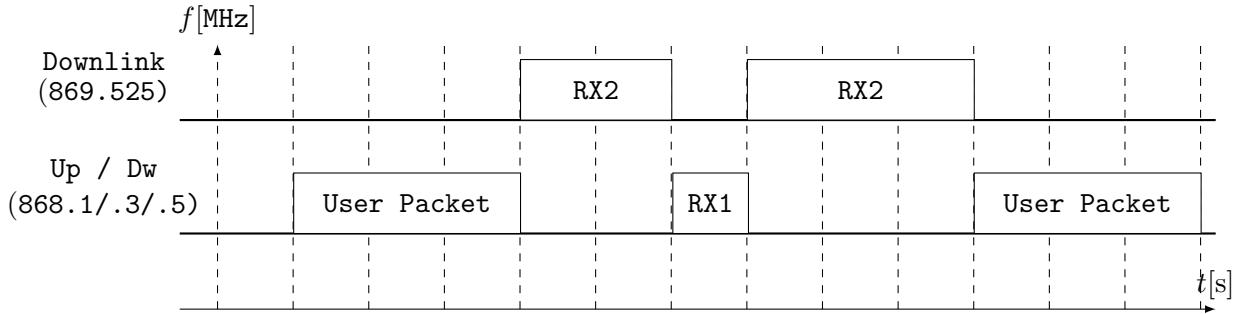 f[MHz]
Downlink
(869.525)
RX2
RX2
Up / Dw
(868.1/.3/.5)
User Packet
RX1
User Packet
t[s]